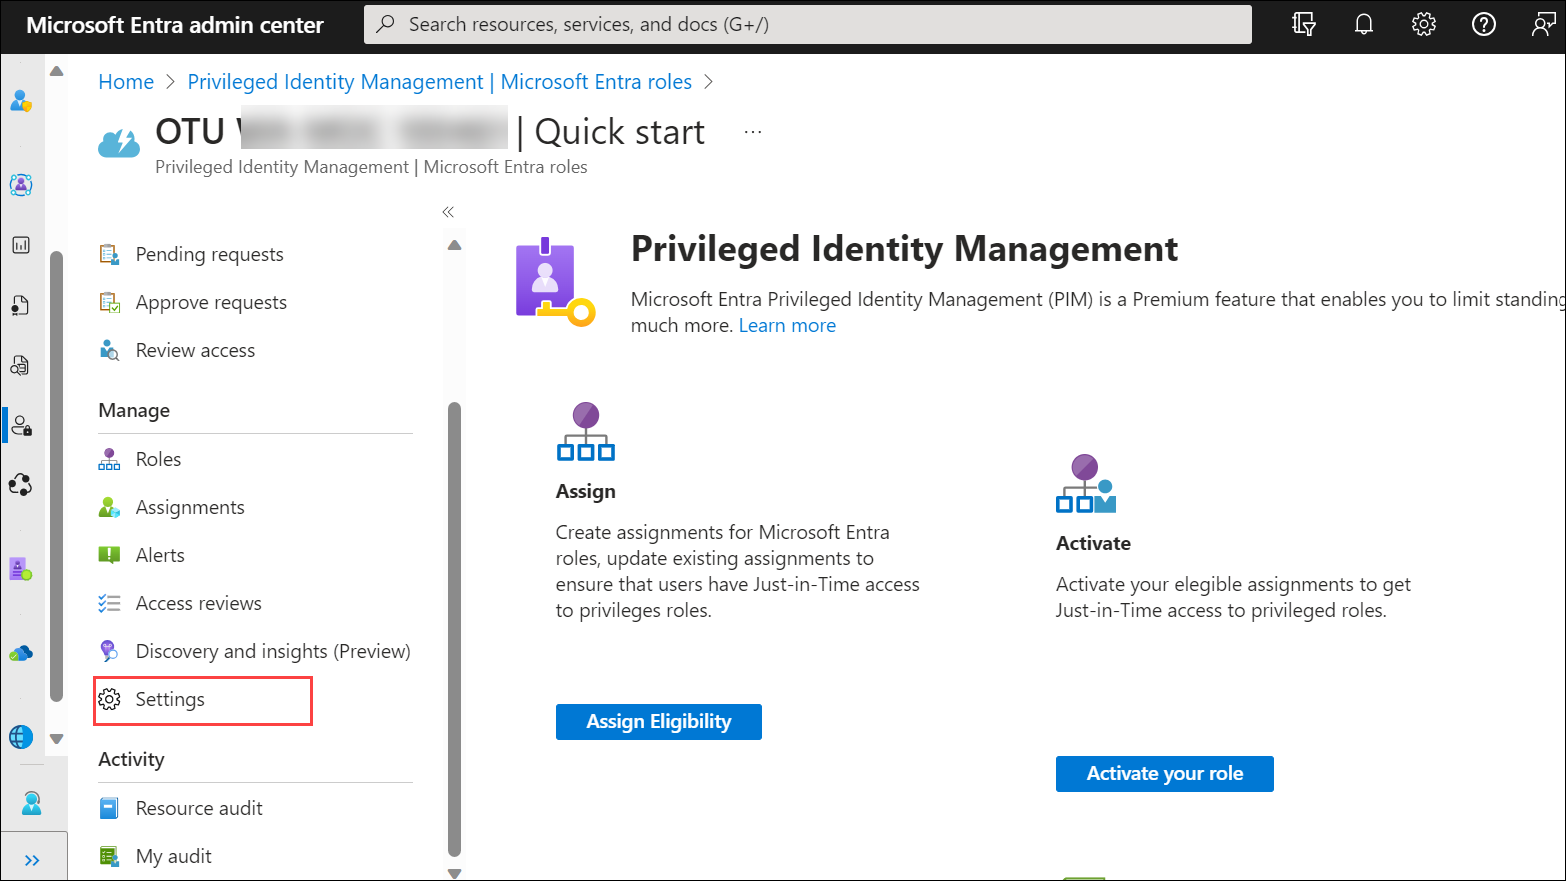 Microsoft Entra admin center
Search resources, services, and docs (G+/)
Home > Privileged Identity Management | Microsoft Entra roles >
OTU | Quick start ...
Privileged Identity Management | Microsoft Entra roles
«
Pending requests
Approve requests
Review access
Manage
Roles
Assignments
Alerts
Access reviews
Discovery and insights (Preview)
Settings
Activity
Resource audit
My audit
Privileged Identity Management
Microsoft Entra Privileged Identity Management (PIM) is a Premium feature that enables you to limit standing
much more. Learn more
Assign
Create assignments for Microsoft Entra
roles, update existing assignments to
ensure that users have Just-in-Time access
to privileges roles.
Assign Eligibility
Activate
Activate your elegible assignments to get
Just-in-Time access to privileged roles.
Activate your role